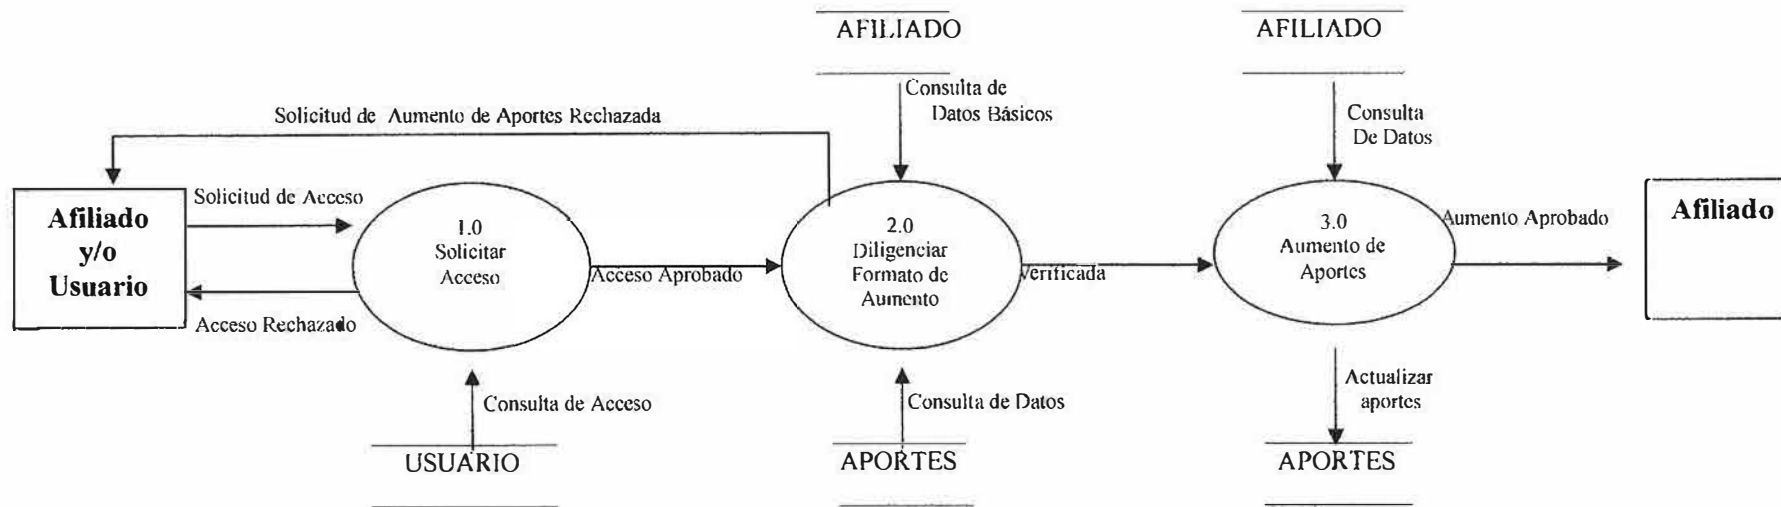 AFILIADO
AFILIADO
Consulta de
Datos Básicos
Consulta
De Datos
Solicitud de Aumento de Aportes Rechazada
Afiliado
y/o
Usuario
Solicitud de Acceso
Acceso Rechazado
1.0
Solicitar
Acceso
Acceso Aprobado
2.0
Diligenciar
Formato de
Aumento
Verificada
3.0
Aumento de
Aportes
Aumento Aprobado
Afiliado
Consulta de Acceso
Consulta de Datos
Actualizar
aportes
USUARIO
APORTES
APORTES